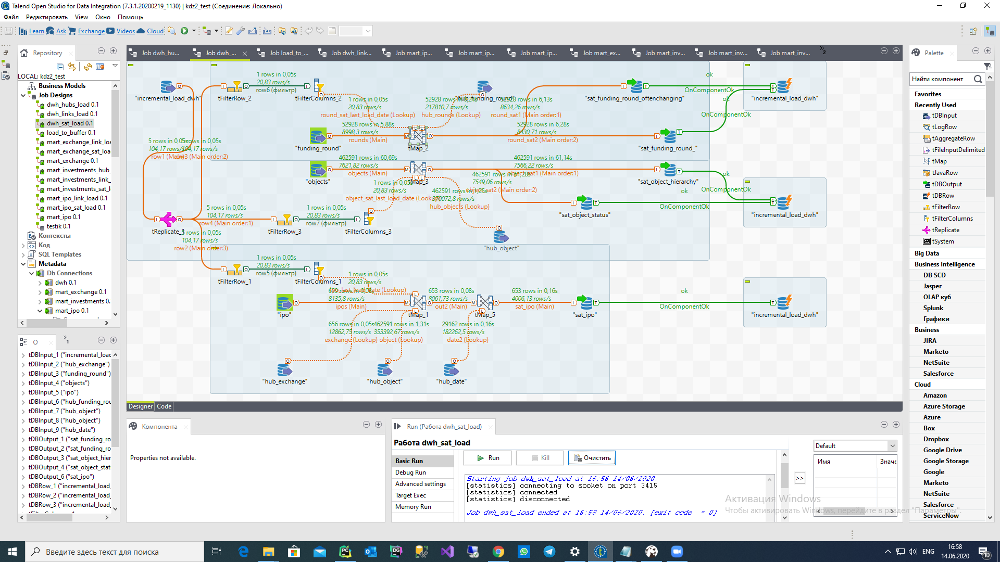 Talend Open Studio for Data Integration (7.3.1.20200219_1130) | kdz2_test (Соединение: Локально)
Файл Редактировать View Окно Помощь
Learn Ask Exchange Videos Cloud
Repository
LOCAL: kdz2_test
Business Models
Job Designs
dwh_hubs_load 0.1
dwh_links_load 0.1
dwh_sat_load 0.1
load_to_buffer 0.1
mart_exchange_link_loa
mart_exchange_sat_loa
mart_exchange 0.1
mart_investments_hub_
mart_investments_link_
mart_investments_sat_l
mart_ipo_link_load 0.1
mart_ipo_sat_load 0.1
mart_ipo 0.1
testik 0.1
Контексты
Код
SQL Templates
Metadata
Db Connections
dwh 0.1
mart_exchange 0.1
mart_investments 0.
mart_ipo 0.1
O
1
tDBInput_1 ("incremental_load
tDBInput_2 ("hub_exchange")
tDBInput_3 ("funding_round")
tDBInput_4 ("objects")
tDBInput_5 ("ipo")
tDBInput_6 ("hub_funding_rou
tDBInput_7 ("hub_object")
tDBInput_8 ("hub_object")
tDBInput_9 ("hub_date")
tDBOutput_1 ("sat_funding_ro
tDBOutput_2 ("sat_funding_ro
tDBOutput_3 ("sat_object_hier
tDBOutput_4 ("sat_object_stat
tDBOutput_6 ("sat_ipo")
tDBRow_1 ("incremental_load_
tDBRow_2 ("incremental_load_
tDBRow_3 ("incremental_load_
Job dwh_hu... Job dwh_... Job load_to_... Job dwh_link... Job mart_ip... Job mart_ip... Job mart_ip... Job mart_ex... Job mart_inv... Job mart_inv... Job mart_inv... 2
"incremental_load_dwh"
tFilterRow_2
1 rows in 0,05s
20,83 rows/s
row6 (фильтр)
tFilterColumns_2
1 rows in 0,05s
20,83 rows/s
round_sat_last_load_date (Lookup)
"hub_funding_round"
217810,7 rows/s
hub_rounds (Lookup)
52928 rows in 6,13s
8634,26 rows/s
round_sat1 (Main order:1)
"sat_funding_round_oftenchanging"
ok
OnComponentOk
ok
OnComponentOk
"incremental_load_dwh"
"funding_round"
52928 rows in 5,88s
8998,3 rows/s
rounds (Main)
tMap_2
52928 rows in 6,28s
8430,71 rows/s
round_sat2 (Main order:2)
"sat_funding_round_"
5 rows in 0,05s
104,17 rows/s
row1 (Main)
5 rows in 0,05s
104,17 rows/s
row3 (Main order:2)
"objects"
462591 rows in 60,69s
7621,82 rows/s
objects (Main)
tMap_3
462591 rows in 61,14s
7566,22 rows/s
object_sat1 (Main order:1)
"sat_object_hierarchy"
462591 rows in 61,28s
7549,06 rows/s
object_sat2 (Main order:2)
ok
OnComponentOk
"sat_object_status"
ok
OnComponentOk
"incremental_load_dwh"
1 rows in 0,05s
20,83 rows/s
object_sat_last_load_date (Lookup)
462591 rows in 1,25s
370072,8 rows/s
hub_objects (Lookup)
tReplicate_1
5 rows in 0,05s
104,17 rows/s
row4 (Main order:1)
tFilterRow_3
1 rows in 0,05s
20,83 rows/s
row7 (фильтр)
tFilterColumns_3
"hub_object"
5 rows in 0,05s
104,17 rows/s
row2 (Main order:3)
tFilterRow_1
1 rows in 0,05s
20,83 rows/s
row5 (фильтр)
tFilterColumns_1
1 rows in 0,05s
20,83 rows/s
"ipo"
8135,8 rows/s
ipos (Main)
tMap_1
653 rows in 0,08s
8061,73 rows/s
out2 (Main)
tMap_5
653 rows in 0,16s
4006,13 rows/s
sat_ipo (Main)
"sat_ipo"
ok
OnComponentOk
"incremental_load_dwh"
656 rows in 0,05s
12862,75 rows/s
exchange (Lookup)
462591 rows in 1,31s
353392,67 rows/s
object (Lookup)
29162 rows in 0,16s
182262,5 rows/s
date2 (Lookup)
"hub_exchange"
"hub_object"
"hub_date"
Designer Code
Компонента
Properties not available.
Run (Работа dwh_sat_load)
Работа dwh_sat_load
Basic Run
Debug Run
Advanced settings
Target Exec
Memory Run
Run Kill Очистить
Starting job dwh_sat_load at 16:56 14/06/2020.
[statistics] connecting to socket on port 3415
[statistics] connected
[statistics] disconnected
Job dwh_sat_load ended at 16:58 14/06/2020. [exit code = 0]
>>
Default
Имя Значе
Активация Windows
Чтобы активировать Windows, перейдите в раздел "Параметры".
Palette
Найти компонент
Favorites
Recently Used
tDBInput
tLogRow
tAggregateRow
tFileInputDelimited
tMap
tJavaRow
tDBOutput
tDBRow
tFilterRow
tFilterColumns
tReplicate
tSystem
Big Data
Business Intelligence
DB SCD
Jasper
OLAP куб
Splunk
Графики
Business
JIRA
Marketo
NetSuite
Salesforce
Cloud
Amazon
Azure Storage
Azure
Box
Dropbox
Google Drive
Google Storage
Google
Marketo
NetSuite
Salesforce
ServiceNow
Введите здесь текст для поиска
ENG
16:58
14.06.2020
10